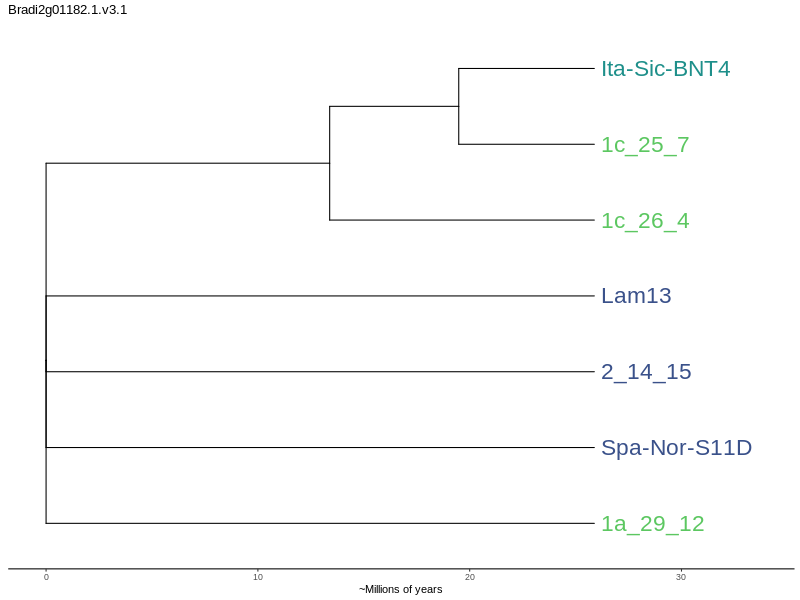 Bradi2g01182.1.v3.1
Ita-Sic-BNT4
1c_25_7
1c_26_4
Lam13
2_14_15
Spa-Nor-S11D
1a_29_12
0 10 20 30
~Millions of years